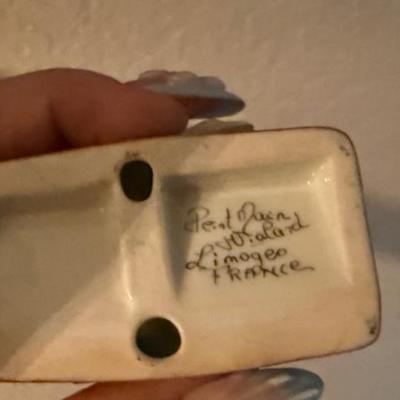 Peint Main
Limoges
FRANCE